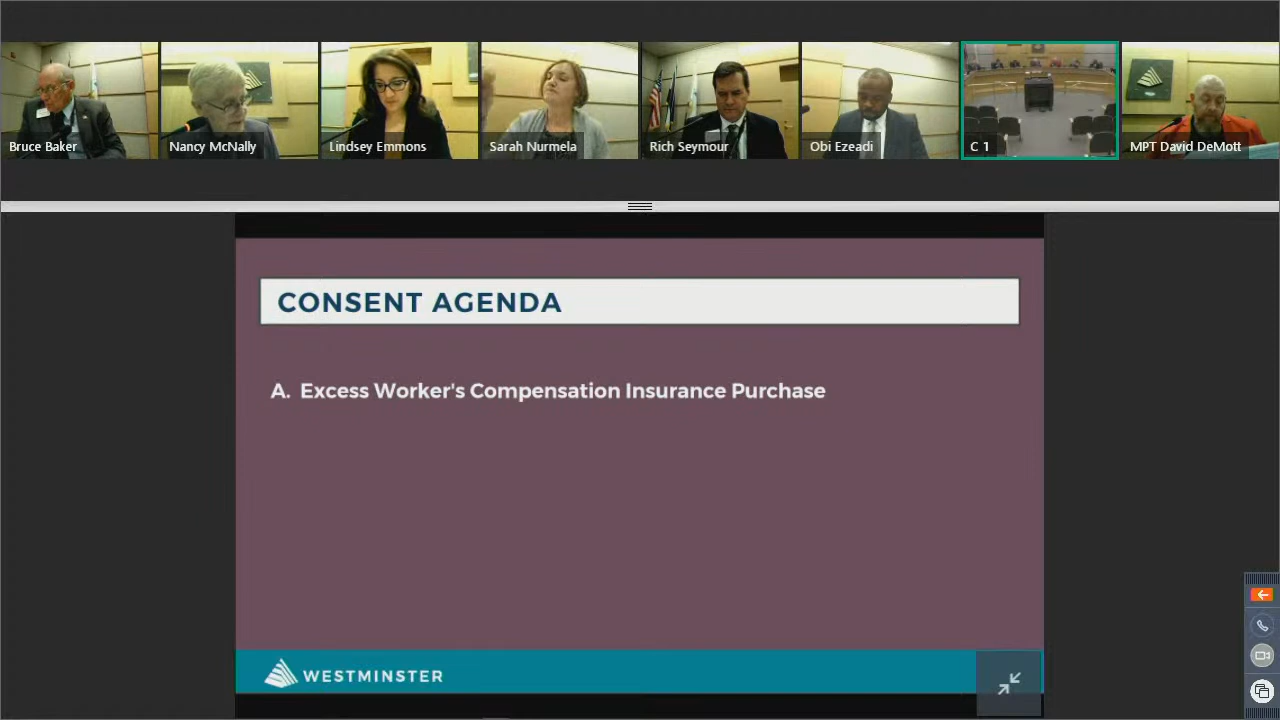 Bruce Baker
Nancy McNally
Lindsey Emmons
Sarah Nurmela
Rich Seymour
Obi Ezeadi
C 1
MPT David DeMott
CONSENT AGENDA
A. Excess Worker's Compensation Insurance Purchase
WESTMINSTER